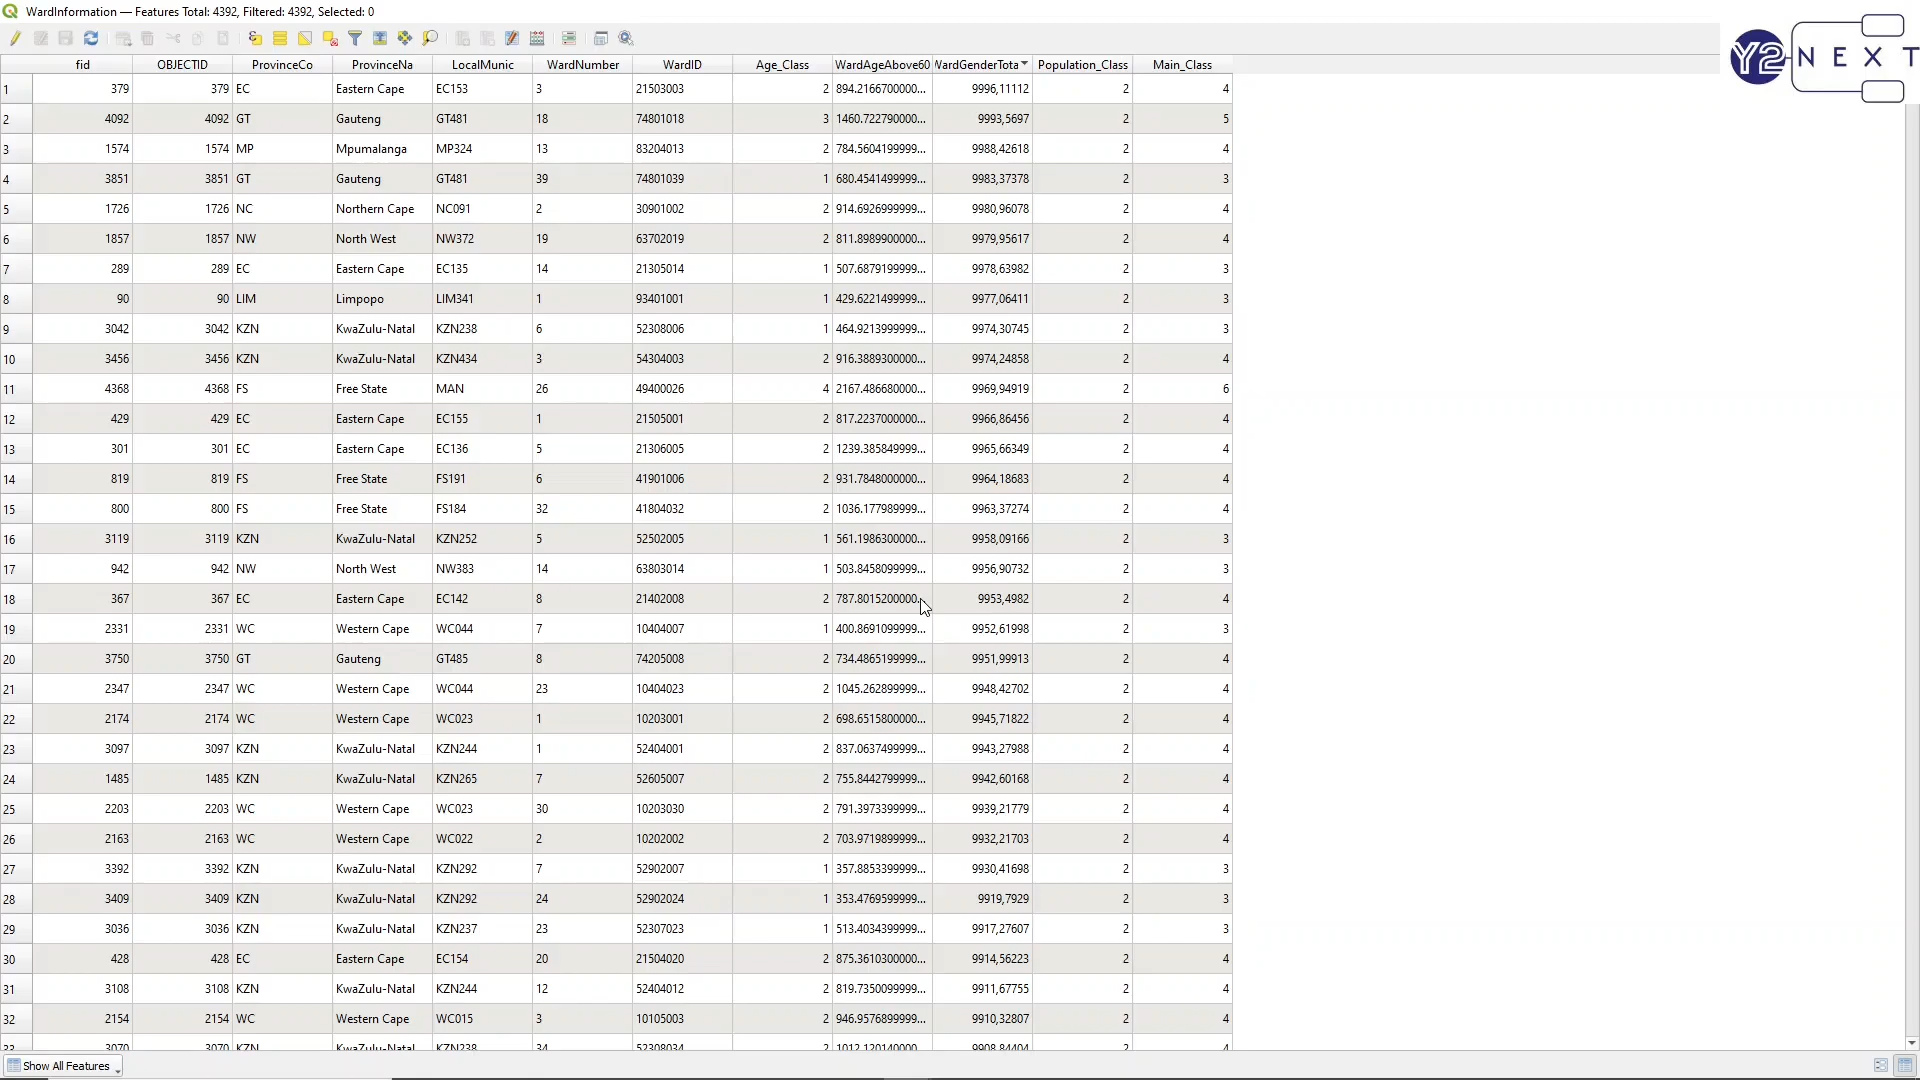 WardInformation — Features Total: 4392, Filtered: 4392, Selected: 0
Y2 NEXT
fid OBJECTID ProvinceCo ProvinceNa LocalMunic WardNumber WardID Age_Class WardAgeAbove60 WardGenderTota Population_Class Main_Class
1 379 379 EC Eastern Cape EC153 3 21503003 2 894.2166700000... 9996,11112 2 4
2 4092 4092 GT Gauteng GT481 18 74801018 3 1460.722790000... 9993,5697 2 5
3 1574 1574 MP Mpumalanga MP324 13 83204013 2 784.5604199999... 9988,42618 2 4
4 3851 3851 GT Gauteng GT481 39 74801039 1 680.4541499999... 9983,37378 2 3
5 1726 1726 NC Northern Cape NC091 2 30901002 2 914.6926999999... 9980,96078 2 4
6 1857 1857 NW North West NW372 19 63702019 2 811.8989900000... 9979,95617 2 4
7 289 289 EC Eastern Cape EC135 14 21305014 1 507.6879199999... 9978,63982 2 3
8 90 90 LIM Limpopo LIM341 1 93401001 1 429.6221499999... 9977,06411 2 3
9 3042 3042 KZN KwaZulu-Natal KZN238 6 52308006 1 464.9213999999... 9974,30745 2 3
10 3456 3456 KZN KwaZulu-Natal KZN434 3 54304003 2 916.3889300000... 9974,24858 2 4
11 4368 4368 FS Free State MAN 26 49400026 4 2167.486680000... 9969,94919 2 6
12 429 429 EC Eastern Cape EC155 1 21505001 2 817.2237000000... 9966,86456 2 4
13 301 301 EC Eastern Cape EC136 5 21306005 2 1239.385849999... 9965,66349 2 4
14 819 819 FS Free State FS191 6 41901006 2 931.7848000000... 9964,18683 2 4
15 800 800 FS Free State FS184 32 41804032 2 1036.177989999... 9963,37274 2 4
16 3119 3119 KZN KwaZulu-Natal KZN252 5 52502005 1 561.1986300000... 9958,09166 2 3
17 942 942 NW North West NW383 14 63803014 1 503.8458099999... 9956,90732 2 3
18 367 367 EC Eastern Cape EC142 8 21402008 2 787.8015200000... 9953,4982 2 4
19 2331 2331 WC Western Cape WC044 7 10404007 1 400.8691099999... 9952,61998 2 3
20 3750 3750 GT Gauteng GT485 8 74205008 2 734.4865199999... 9951,99913 2 4
21 2347 2347 WC Western Cape WC044 23 10404023 2 1045.262899999... 9948,42702 2 4
22 2174 2174 WC Western Cape WC023 1 10203001 2 698.6515800000... 9945,71822 2 4
23 3097 3097 KZN KwaZulu-Natal KZN244 1 52404001 2 837.0637499999... 9943,27988 2 4
24 1485 1485 KZN KwaZulu-Natal KZN265 7 52605007 2 755.8442799999... 9942,60168 2 4
25 2203 2203 WC Western Cape WC023 30 10203030 2 791.3973399999... 9939,21779 2 4
26 2163 2163 WC Western Cape WC022 2 10202002 2 703.9719899999... 9932,21703 2 4
27 3392 3392 KZN KwaZulu-Natal KZN292 7 52902007 1 357.8853399999... 9930,41698 2 3
28 3409 3409 KZN KwaZulu-Natal KZN292 24 52902024 1 353.4769599999... 9919,7929 2 3
29 3036 3036 KZN KwaZulu-Natal KZN237 23 52307023 1 513.4034399999... 9917,27607 2 3
30 428 428 EC Eastern Cape EC154 20 21504020 2 875.3610300000... 9914,56223 2 4
31 3108 3108 KZN KwaZulu-Natal KZN244 12 52404012 2 819.7350099999... 9911,67755 2 4
32 2154 2154 WC Western Cape WC015 3 10105003 2 946.9576899999... 9910,32807 2 4
33 3070 3070 KZN KwaZulu-Natal KZN238 34 52308034 2 1012.120140000... 9908,84404 2 4
Show All Features